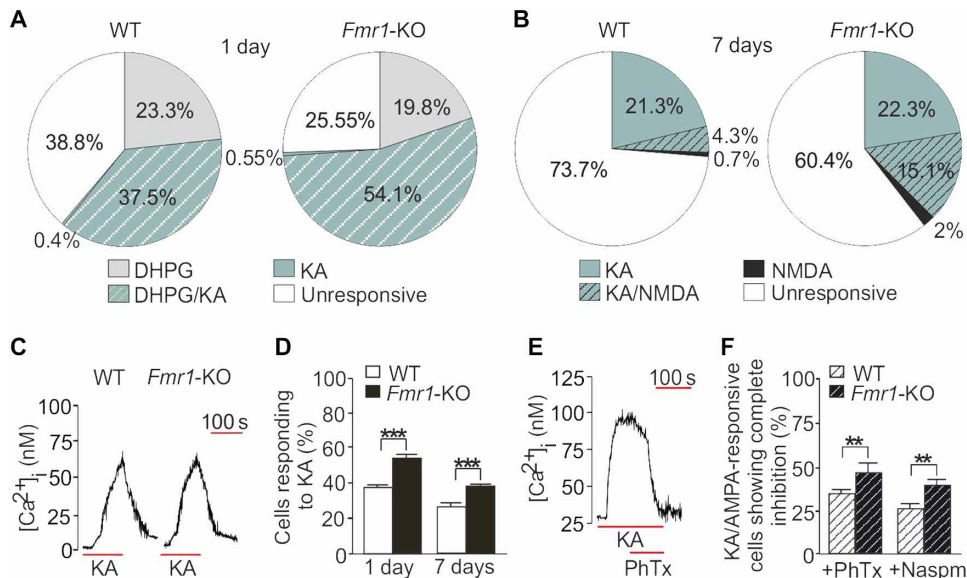 A
WT
1 day
Fmr1-KO
23.3%
38.8%
37.5%
0.4%
19.8%
25.55%
0.55%
54.1%
DHPG
KA
DHPG/KA
Unresponsive
B
WT
7 days
Fmr1-KO
21.3%
4.3%
0.7%
73.7%
22.3%
60.4%
15.1%
2%
KA
NMDA
KA/NMDA
Unresponsive
C
WT
Fmr1-KO
100 s
[Ca2+]i (nM)
100
75
50
25
0
KA
KA
D
WT
Fmr1-KO
Cells responding
to KA (%)
100
80
60
40
20
0
***
***
1 day
7 days
E
100 s
[Ca2+]i (nM)
125
100
75
50
25
KA
PhTx
F
WT
Fmr1-KO
KA/AMPA-responsive
cells showing complete
inhibition (%)
100
80
60
40
20
0
**
**
+PhTx
+Naspm